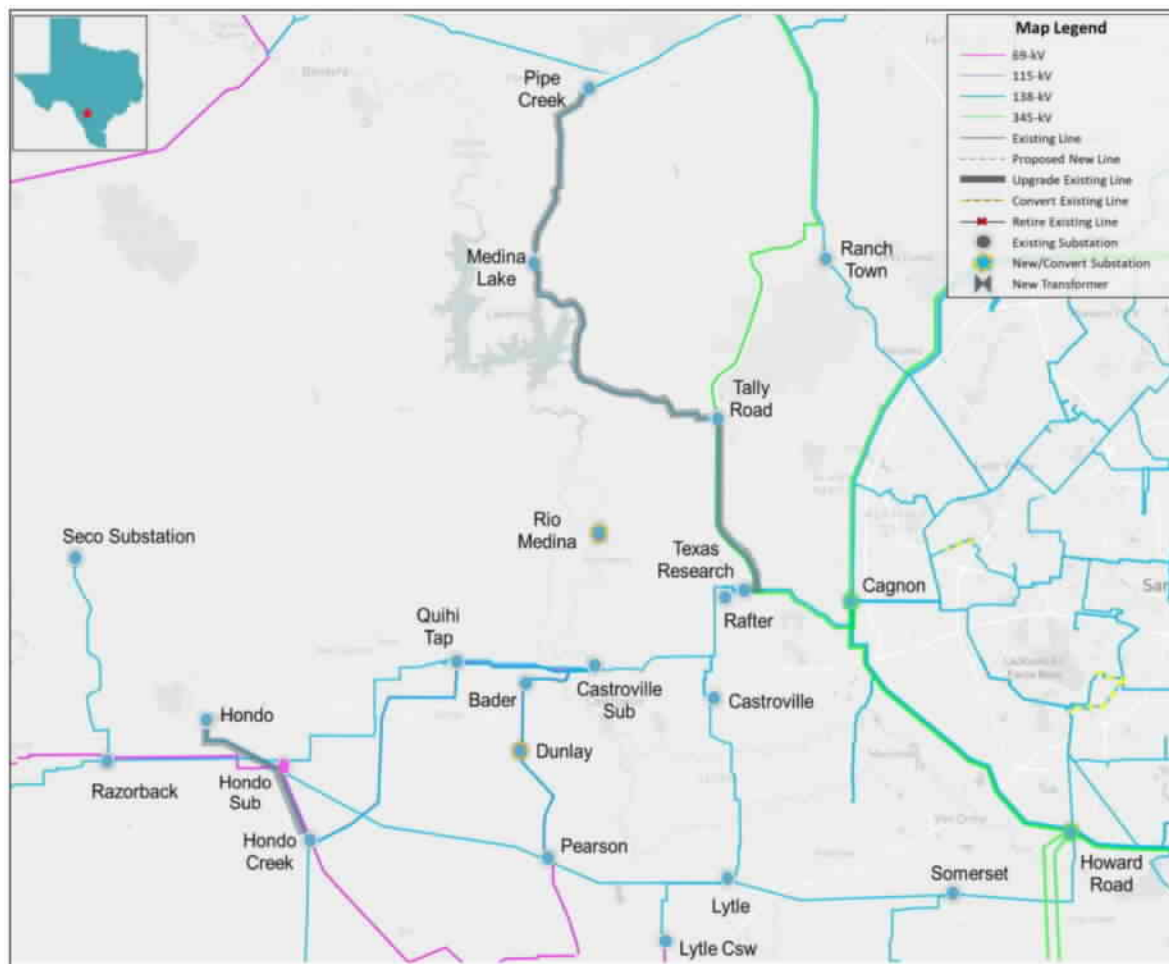 Map Legend
69-kV
115-kV
138-kV
345-kV
Existing Line
Proposed New Line
Upgrade Existing Line
Convert Existing Line
Retire Existing Line
Existing Substation
New/Convert Substation
New Transformer
Pipe
Creek
Medina
Lake
Ranch
Town
Tally
Road
Rio
Medina
Seco Substation
Texas
Research
Rafter
Cagnon
Quihi
Tap
Bader
Castroville
Sub
Castroville
Hondo
Dunlay
Razorback
Hondo
Sub
Hondo
Creek
Pearson
Lytle
Somerset
Howard
Road
Lytle Csw